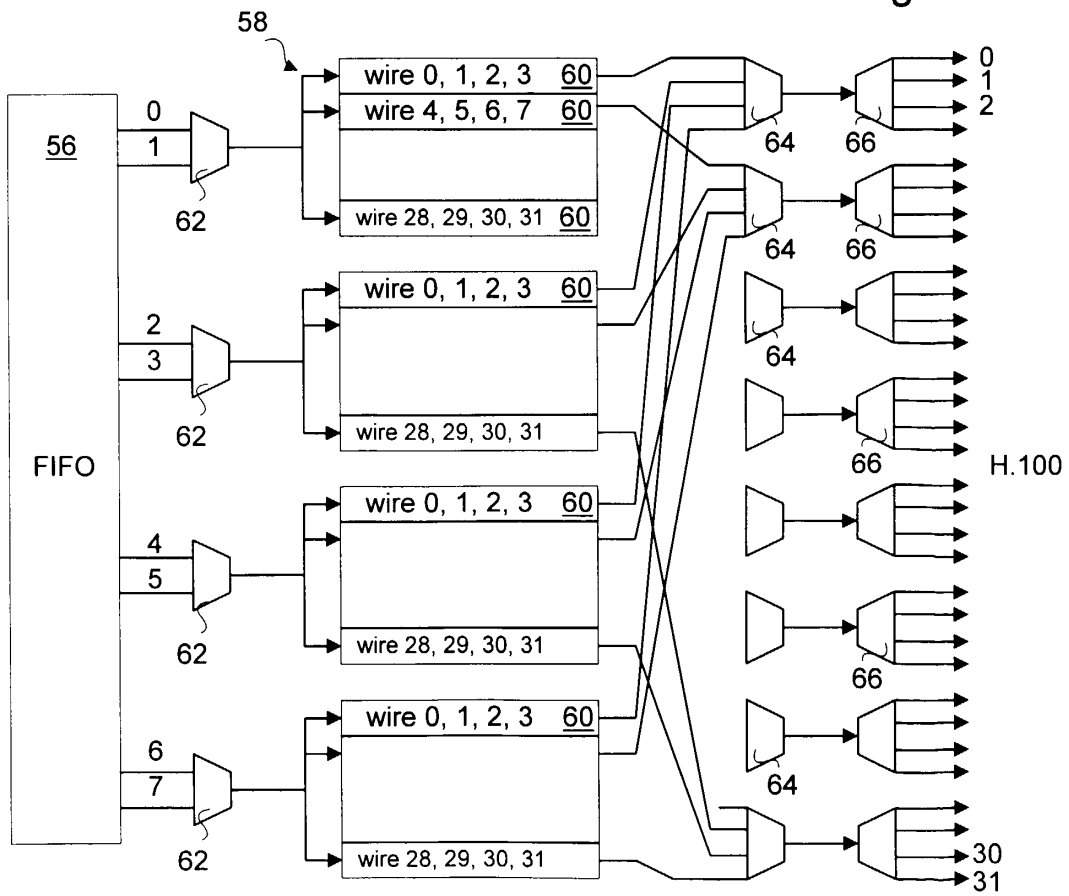 58
0
1
62
56
FIFO
wire 0, 1, 2, 3 60
wire 4, 5, 6, 7 60
wire 28, 29, 30, 31 60
64
66
0
1
2
64
66
2
3
62
wire 0, 1, 2, 3 60
wire 28, 29, 30, 31
64
66
H.100
4
5
62
wire 0, 1, 2, 3 60
wire 28, 29, 30, 31
66
6
7
62
wire 0, 1, 2, 3 60
wire 28, 29, 30, 31
64
30
31